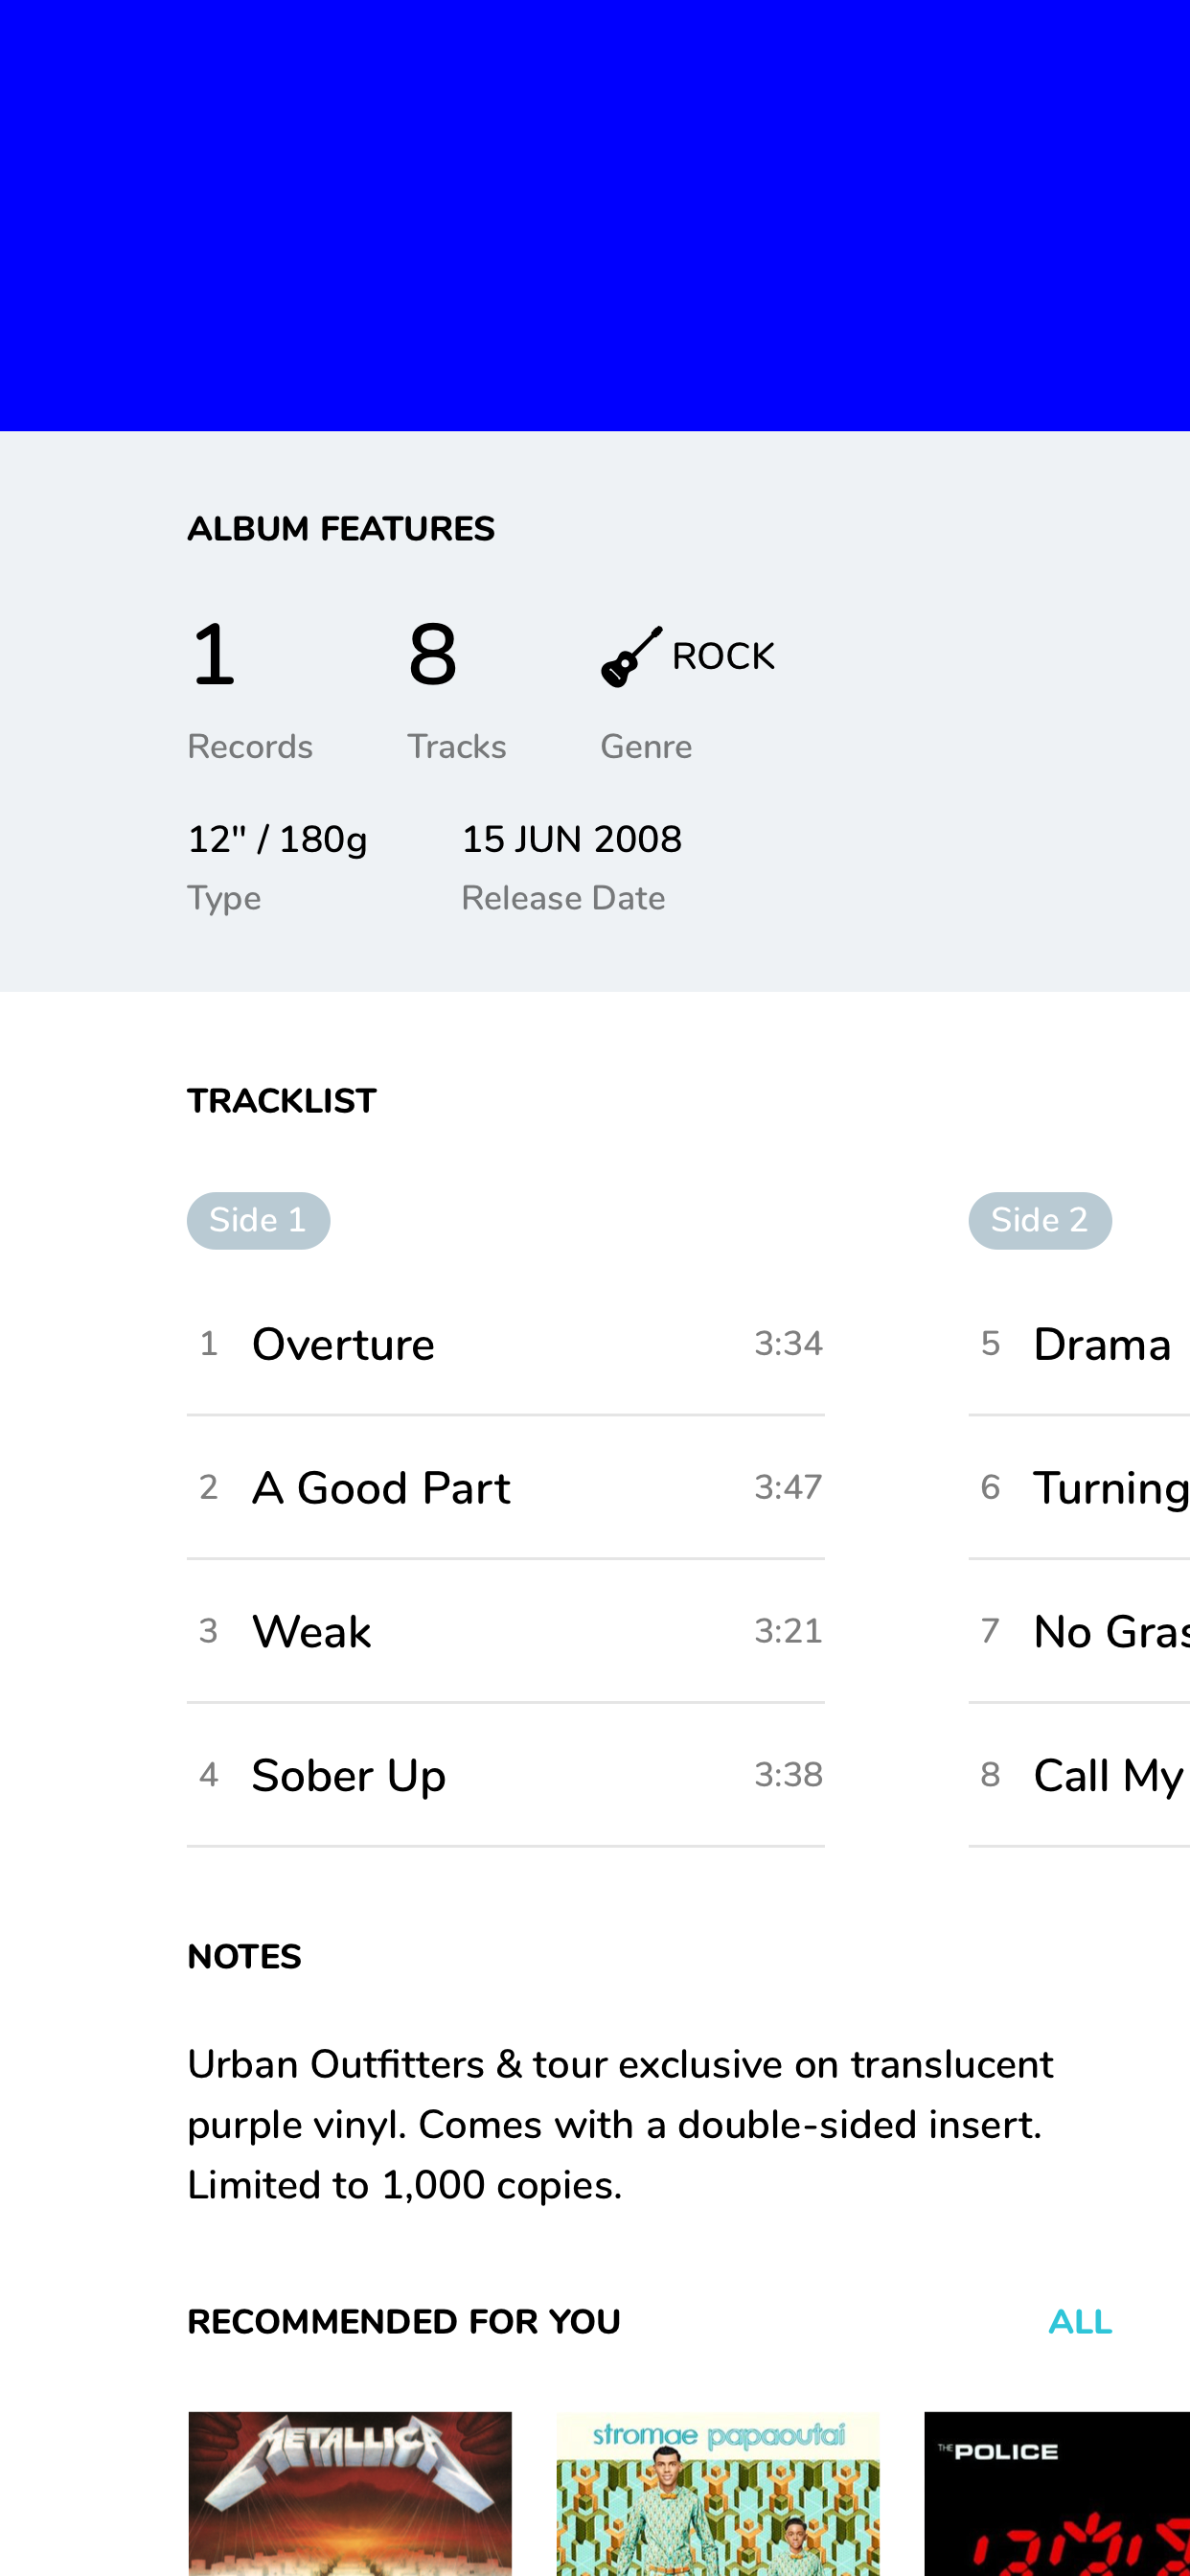 ALBUM FEATURES
1 8 ROCK
Records Tracks Genre
12" / 180g 15 JUN 2008
Type Release Date
TRACKLIST
Side 1 Side 2
1 Overture 3:34 5 Drama
2 A Good Part 3:47 6 Turning
3 Weak 3:21 7 No
4 Sober Up 3:38 8 Call My
NOTES
Urban Outfitters & tour exclusive on translucent
purple vinyl. Comes with a double-sided insert.
Limited to 1,000 copies.
RECOMMENDED FOR YOU ALL
METALLICA stromae papaoutai THE POLICE